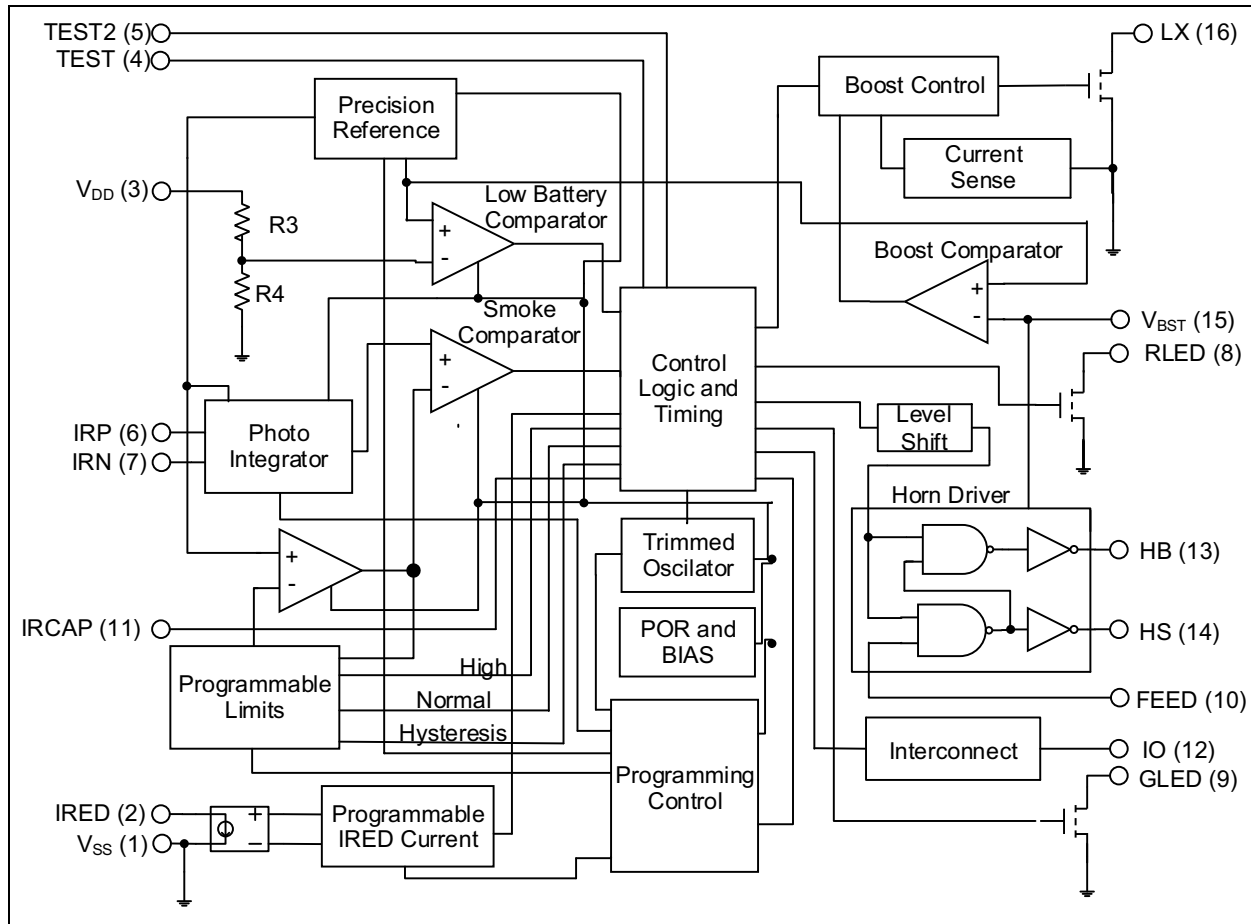 TEST2 (5)
TEST (4)
LX (16)
Precision
Reference
Boost Control
Current
Sense
VDD (3)
R3
R4
Low Battery
Comparator
+
-
Boost Comparator
+
-
VBST (15)
RLED (8)
Smoke
Comparator
+
-
Control
Logic and
Timing
Level
Shift
IRP (6)
IRN (7)
Photo
Integrator
Horn Driver
+
-
Trimmed
Oscilator
HB (13)
IRCAP (11)
POR and
BIAS
HS (14)
Programmable
Limits
High
Normal
Hysteresis
FEED (10)
Programming
Control
Interconnect
IO (12)
GLED (9)
IRED (2)
VSS (1)
+
−
Programmable
IRED Current